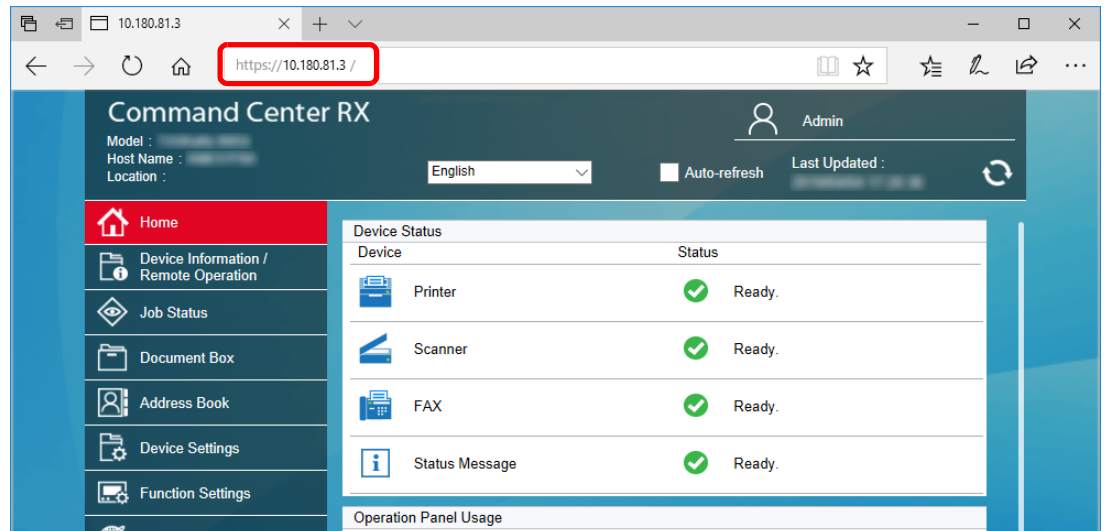 10.180.81.3
https://10.180.81.3 /
Command Center RX
Admin
Model :
Host Name :
Location :
English
Auto-refresh
Last Updated :
Home
Device Information /
Remote Operation
Job Status
Document Box
Address Book
Device Settings
Function Settings
Device Status
Device Status
Printer Ready.
Scanner Ready.
FAX Ready.
Status Message Ready.
Operation Panel Usage